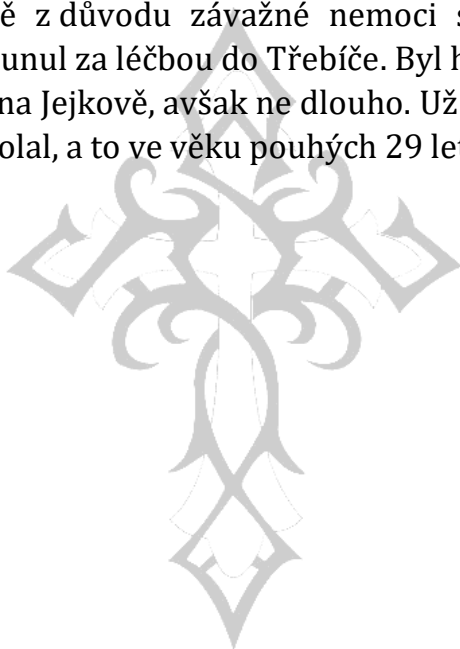 ě z důvodu závažné nemoci s
unul za léčbou do Třebíče. Byl h
na Jejkově, avšak ne dlouho. Už
olal, a to ve věku pouhých 29 let